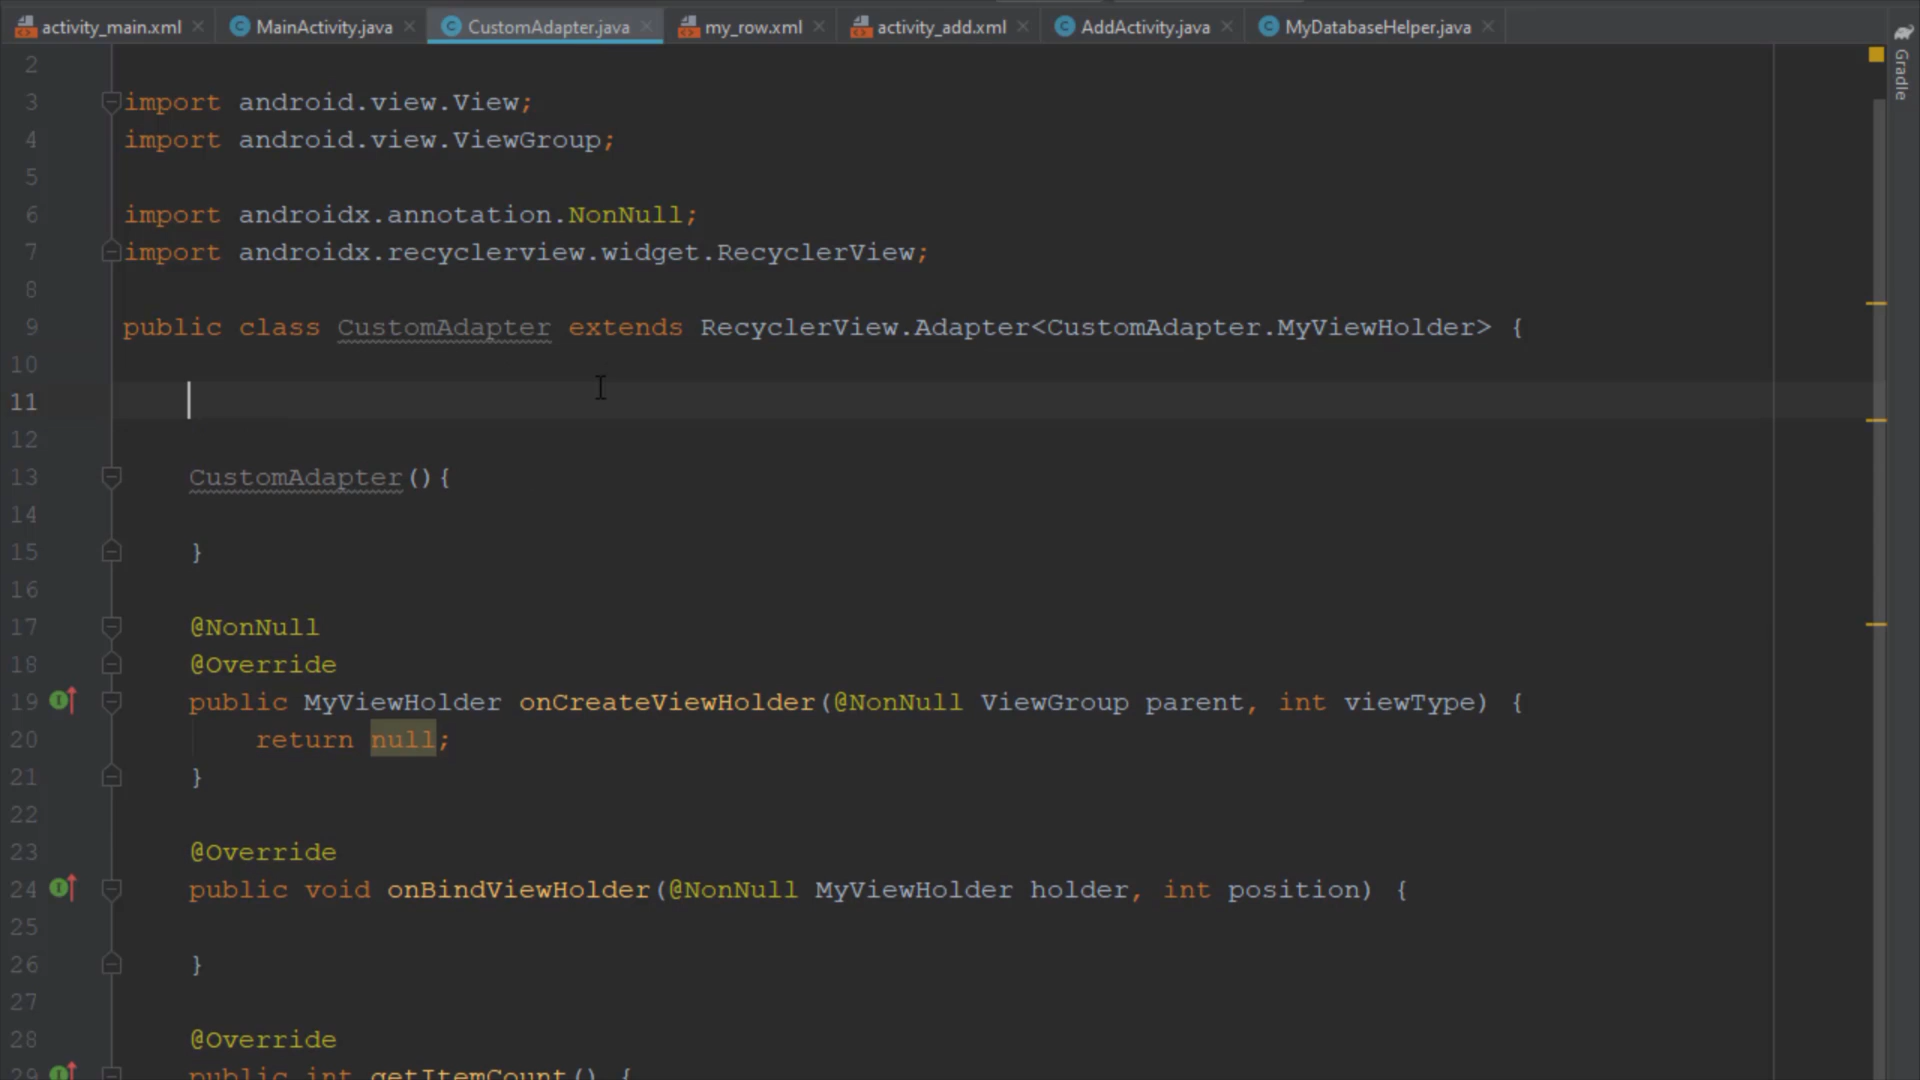 activity_main.xml MainActivity.java CustomAdapter.java my_row.xml activity_add.xml AddActivity.java MyDatabaseHelper.java
Gradle
2
3 import android.view.View;
4 import android.view.ViewGroup;
5
6 import androidx.annotation.NonNull;
7 import androidx.recyclerview.widget.RecyclerView;
8
9 public class CustomAdapter extends RecyclerView.Adapter<CustomAdapter.MyViewHolder> {
10
11
12
13 CustomAdapter(){
14
15 }
16
17 @NonNull
18 @Override
19 public MyViewHolder onCreateViewHolder(@NonNull ViewGroup parent, int viewType) {
20 return null;
21 }
22
23 @Override
24 public void onBindViewHolder(@NonNull MyViewHolder holder, int position) {
25
26 }
27
28 @Override
29 public int getItemCount() {